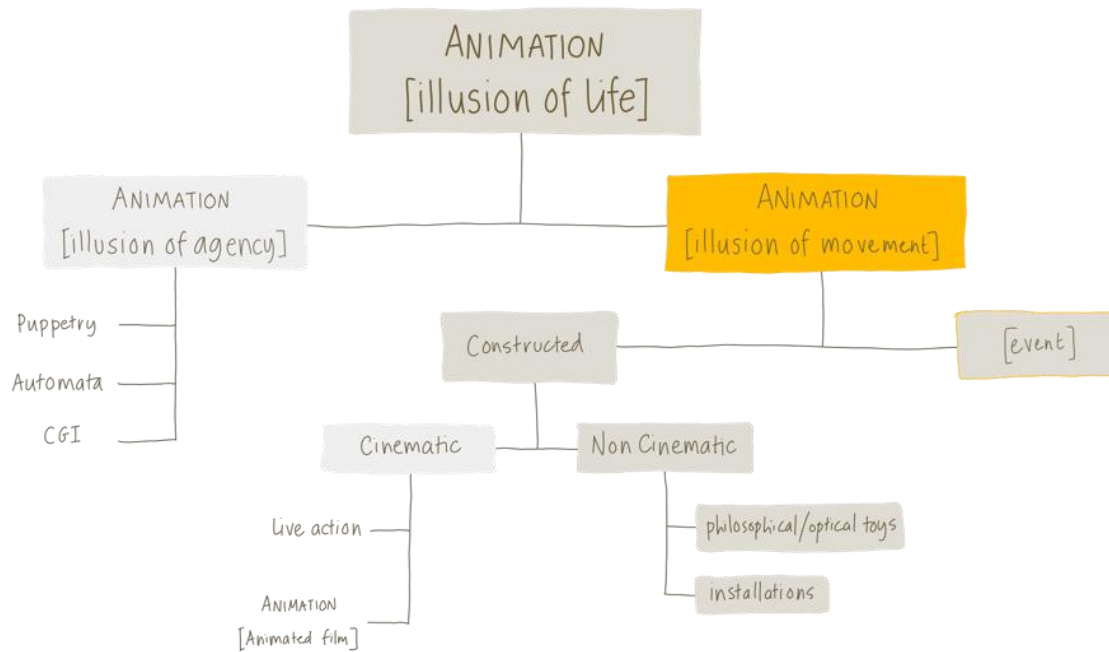 ANIMATION
[illusion of life]
ANIMATION
[illusion of agency]
ANIMATION
[illusion of movement]
Puppetry
Automata
CGI
Constructed
[event]
Cinematic
Non Cinematic
Live action
ANIMATION
[Animated film]
philosophical/optical toys
installations